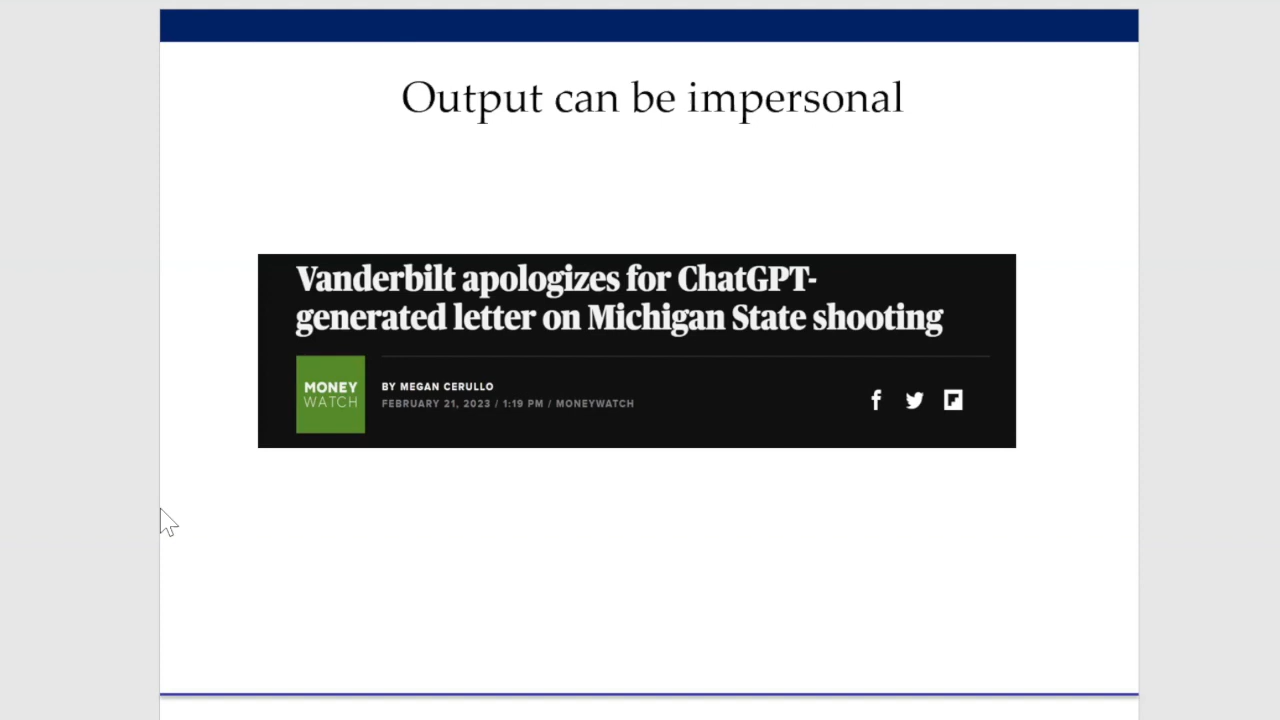 Output can be impersonal
Vanderbilt apologizes for ChatGPT-
generated letter on Michigan State shooting
MONEY
WATCH
BY MEGAN CERULLO
FEBRUARY 21, 2023 / 1:19 PM / MONEYWATCH